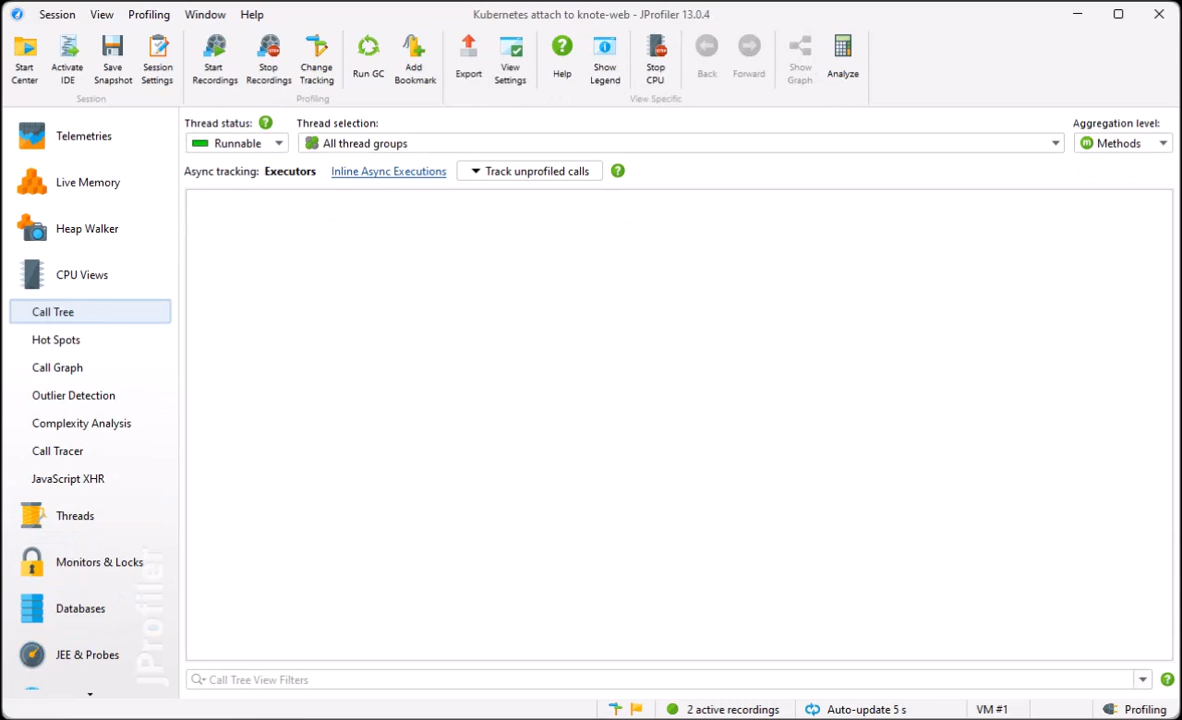 Session View Profiling Window Help Kubernetes attach to knote-web - JProfiler 13.0.4
Start Center
Activate IDE
Save Snapshot
Session Settings
Start Recordings
Stop Recordings
Change Tracking
Run GC
Add Bookmark
Export
View Settings
Help
Show Legend
Stop CPU
Back
Forward
Show Graph
Analyze
Session Profiling View Specific
Telemetries
Live Memory
Heap Walker
CPU Views
Call Tree
Hot Spots
Call Graph
Outlier Detection
Complexity Analysis
Call Tracer
JavaScript XHR
Threads
Monitors & Locks
Databases
JEE & Probes
JProfiler
Thread status: Thread selection: Aggregation level:
Runnable All thread groups Methods
Async tracking: Executors Inline Async Executions Track unprofiled calls
Call Tree View Filters
2 active recordings Auto-update 5 s VM #1 Profiling